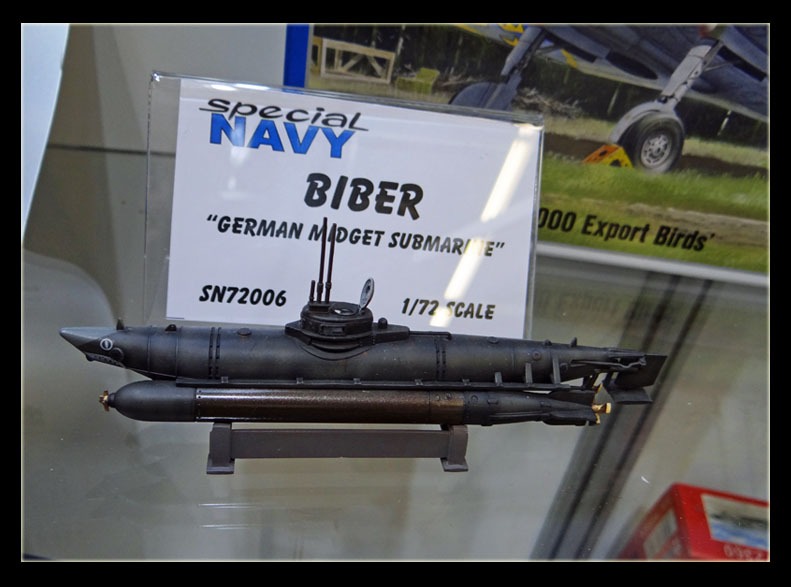 special
NAVY
BIBER
"GERMAN MIDGET SUBMARINE"
SN72006
1/72 SCALE
000 Export Birds'